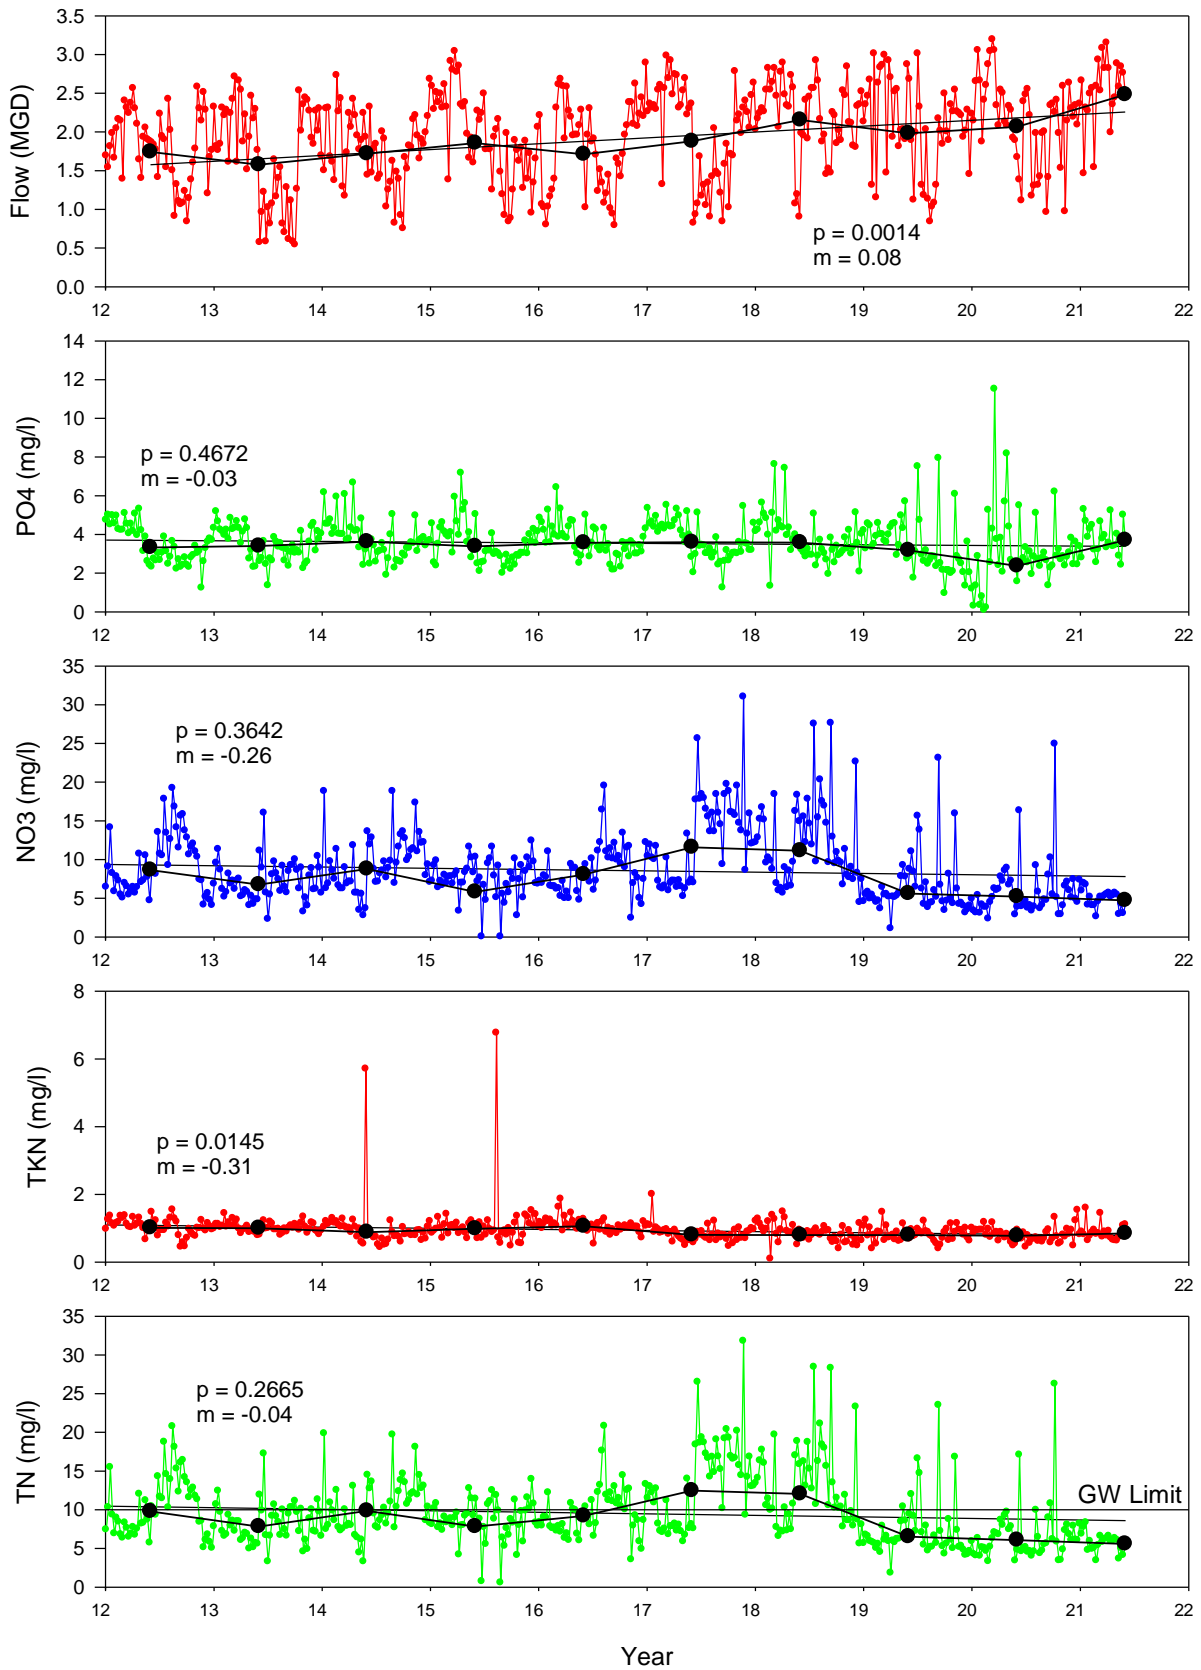 3.5
3.0
2.5
2.0
1.5
1.0
0.5
0.0
Flow (MGD)
p = 0.0014
m = 0.08
12 13 14 15 16 17 18 19 20 21 22
14
12
10
8
6
4
2
0
PO4 (mg/l)
p = 0.4672
m = -0.03
12 13 14 15 16 17 18 19 20 21 22
35
30
25
20
15
10
5
0
NO3 (mg/l)
p = 0.3642
m = -0.26
12 13 14 15 16 17 18 19 20 21 22
8
6
4
2
0
TKN (mg/l)
p = 0.0145
m = -0.31
12 13 14 15 16 17 18 19 20 21 22
35
30
25
20
15
10
5
0
TN (mg/l)
p = 0.2665
m = -0.04
GW Limit
12 13 14 15 16 17 18 19 20 21 22
Year